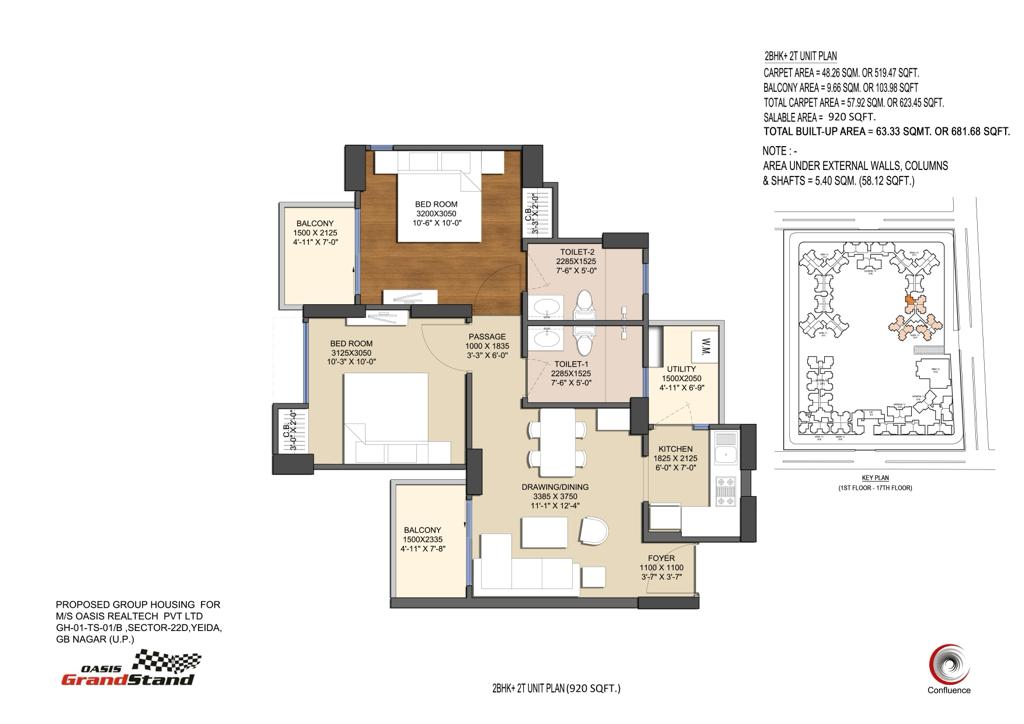 2BHK+ 2T UNIT PLAN
CARPET AREA = 48.26 SQM. OR 519.47 SQFT.
BALCONY AREA = 9.66 SQM. OR 103.98 SQFT
TOTAL CARPET AREA = 57.92 SQM. OR 623.45 SQFT.
SALABLE AREA = 920 SQFT.
TOTAL BUILT-UP AREA = 63.33 SQMT. OR 681.68 SQFT.
NOTE : -
AREA UNDER EXTERNAL WALLS, COLUMNS
& SHAFTS = 5.40 SQM. (58.12 SQFT.)
BED ROOM
3200X3050
10'-6" X 10'-0"
C.B.
3'-3" X 2'-0"
BALCONY
1500 X 2125
4'-11" X 7'-0"
TOILET-2
2285X1525
7'-6" X 5'-0"
BED ROOM
3125X3050
10'-3" X 10'-0"
PASSAGE
1000 X 1835
3'-3" X 6'-0"
TOILET-1
2285X1525
7'-6" X 5'-0"
W.M.
UTILITY
1500X2050
4'-11" X 6'-9"
C.B.
3'-0" X 2'-0"
KITCHEN
1825 X 2125
6'-0" X 7'-0"
DRAWING/DINING
3385 X 3750
11'-1" X 12'-4"
BALCONY
1500X2335
4'-11" X 7'-8"
FOYER
1100 X 1100
3'-7" X 3'-7"
KEY PLAN
(1ST FLOOR - 17TH FLOOR)
PROPOSED GROUP HOUSING FOR
M/S OASIS REALTECH PVT LTD
GH-01-TS-01/B ,SECTOR-22D,YEIDA,
GB NAGAR (U.P.)
OASIS
GrandStand
2BHK+ 2T UNIT PLAN (920 SQFT.)
Confluence